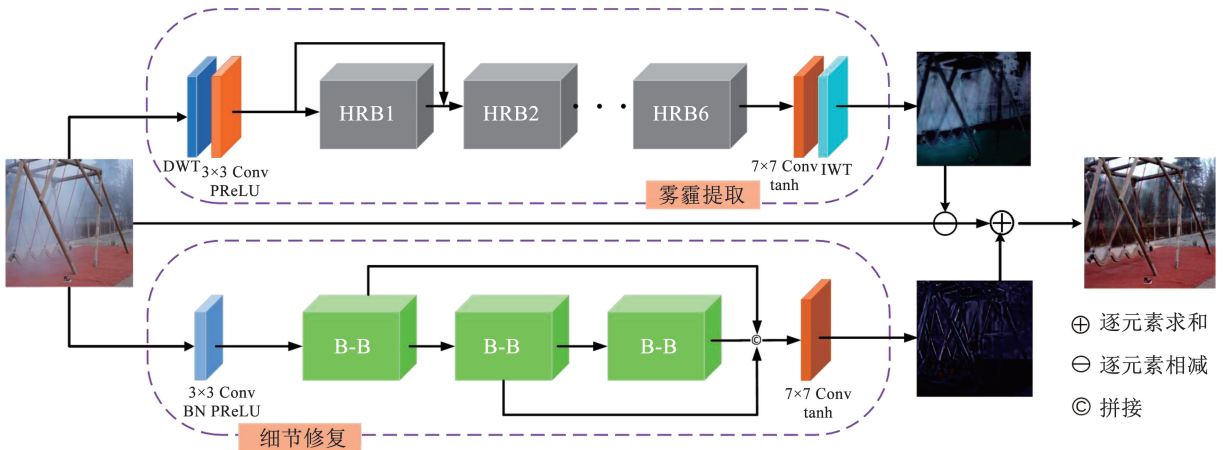 HRB1
HRB2
HRB6
DWT
3×3 Conv
PReLU
7×7 Conv
tanh
IWT
雾霾提取
B-B
B-B
B-B
©
3×3 Conv
BN PReLU
7×7 Conv
tanh
细节修复
⊕ 逐元素求和
⊖ 逐元素相减
© 拼接